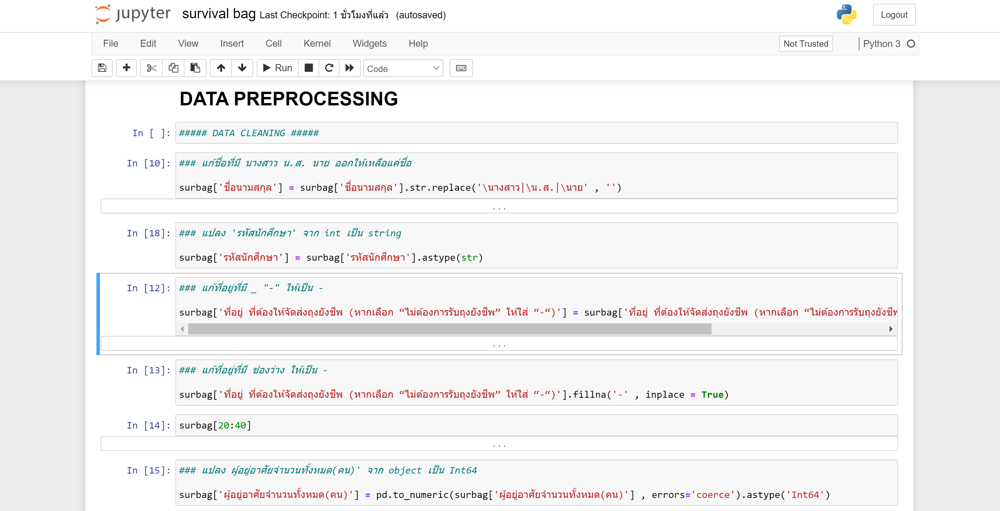 jupyter survival bag Last Checkpoint: 1 ชั่วโมงที่แล้ว (autosaved) Logout
File Edit View Insert Cell Kernel Widgets Help Not Trusted Python 3
Run Code
DATA PREPROCESSING
In [ ]: ##### DATA CLEANING #####
In [10]: ### แก้ชื่อที่มี นางสาว น.ส. นาย ออกให้เหลือแค่ชื่อ
surbag['ชื่อนามสกุล'] = surbag['ชื่อนามสกุล'].str.replace('\นางสาว|\น.ส.|\นาย' , '')
...
In [18]: ### แปลง 'รหัสนักศึกษา' จาก int เป็น string
surbag['รหัสนักศึกษา'] = surbag['รหัสนักศึกษา'].astype(str)
In [12]: ### แก้ที่อยู่ที่มี _ "-" ให้เป็น -
surbag['ที่อยู่ ที่ต้องให้จัดส่งถุงยังชีพ (หากเลือก “ไม่ต้องการรับถุงยังชีพ” ให้ใส่ “-“)'] = surbag['ที่อยู่ ที่ต้องให้จัดส่งถุงยังชีพ (หากเลือก “ไม่ต้องการรับถุงยังชีพ
...
In [13]: ### แก้ที่อยู่ที่มี ช่องว่าง ให้เป็น -
surbag['ที่อยู่ ที่ต้องให้จัดส่งถุงยังชีพ (หากเลือก “ไม่ต้องการรับถุงยังชีพ” ให้ใส่ “-“)'].fillna('-' , inplace = True)
In [14]: surbag[20:40]
...
In [15]: ### แปลง ผู้อยู่อาศัยจำนวนทั้งหมด(คน)' จาก object เป็น Int64
surbag['ผู้อยู่อาศัยจำนวนทั้งหมด(คน)'] = pd.to_numeric(surbag['ผู้อยู่อาศัยจำนวนทั้งหมด(คน)'] , errors='coerce').astype('Int64')